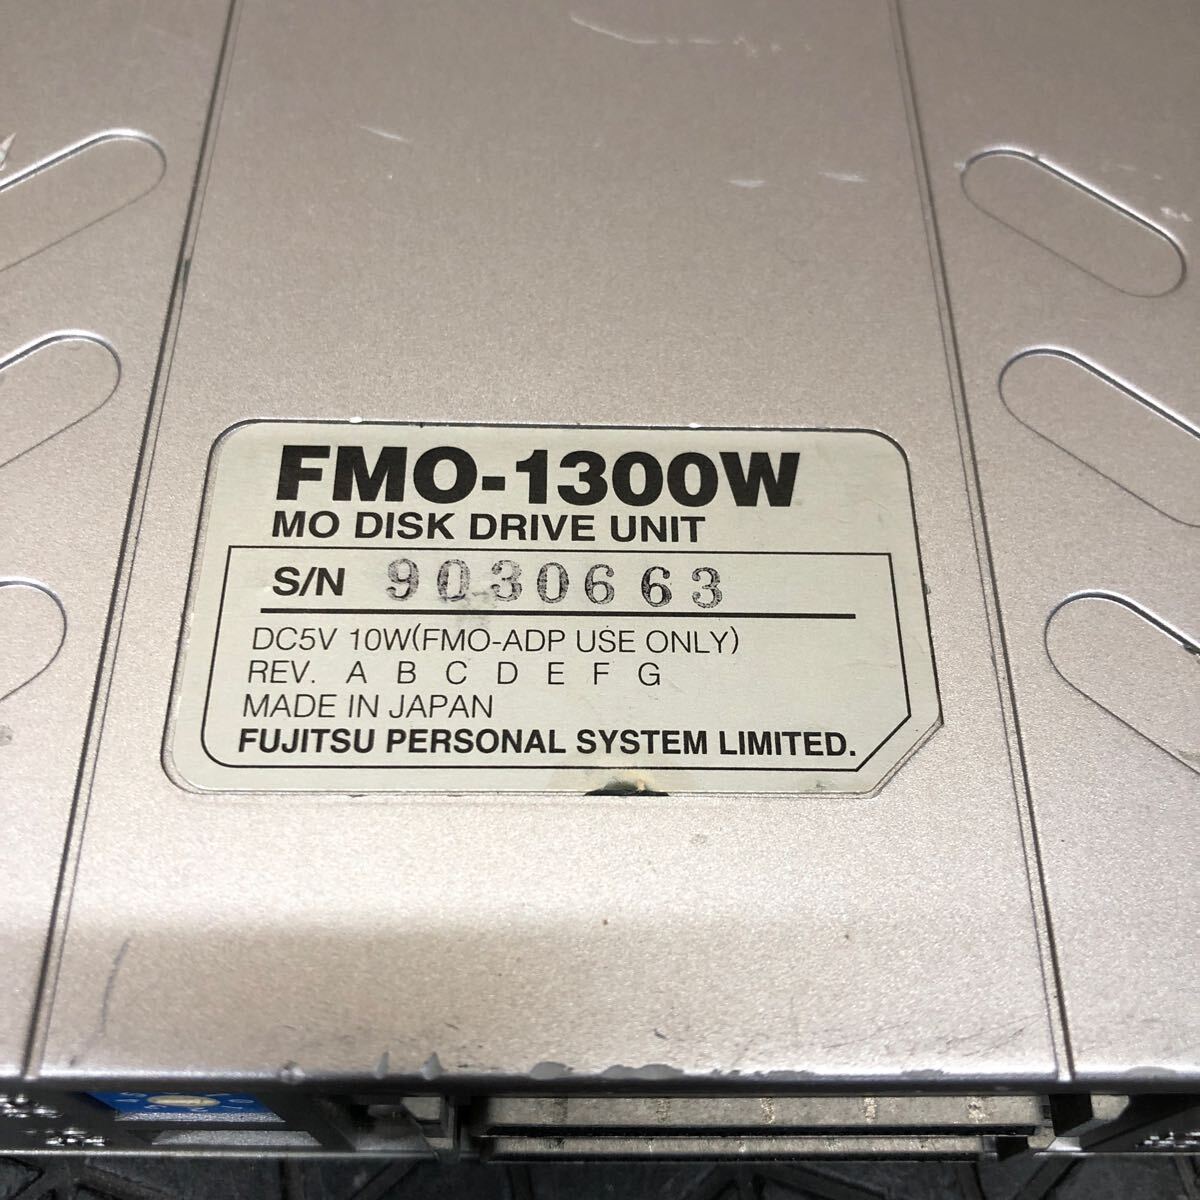 FMO-1300W
MO DISK DRIVE UNIT
S/N 9030663
DC5V 10W(FMO-ADP USE ONLY)
REV. A B C D E F G
MADE IN JAPAN
FUJITSU PERSONAL SYSTEM LIMITED.